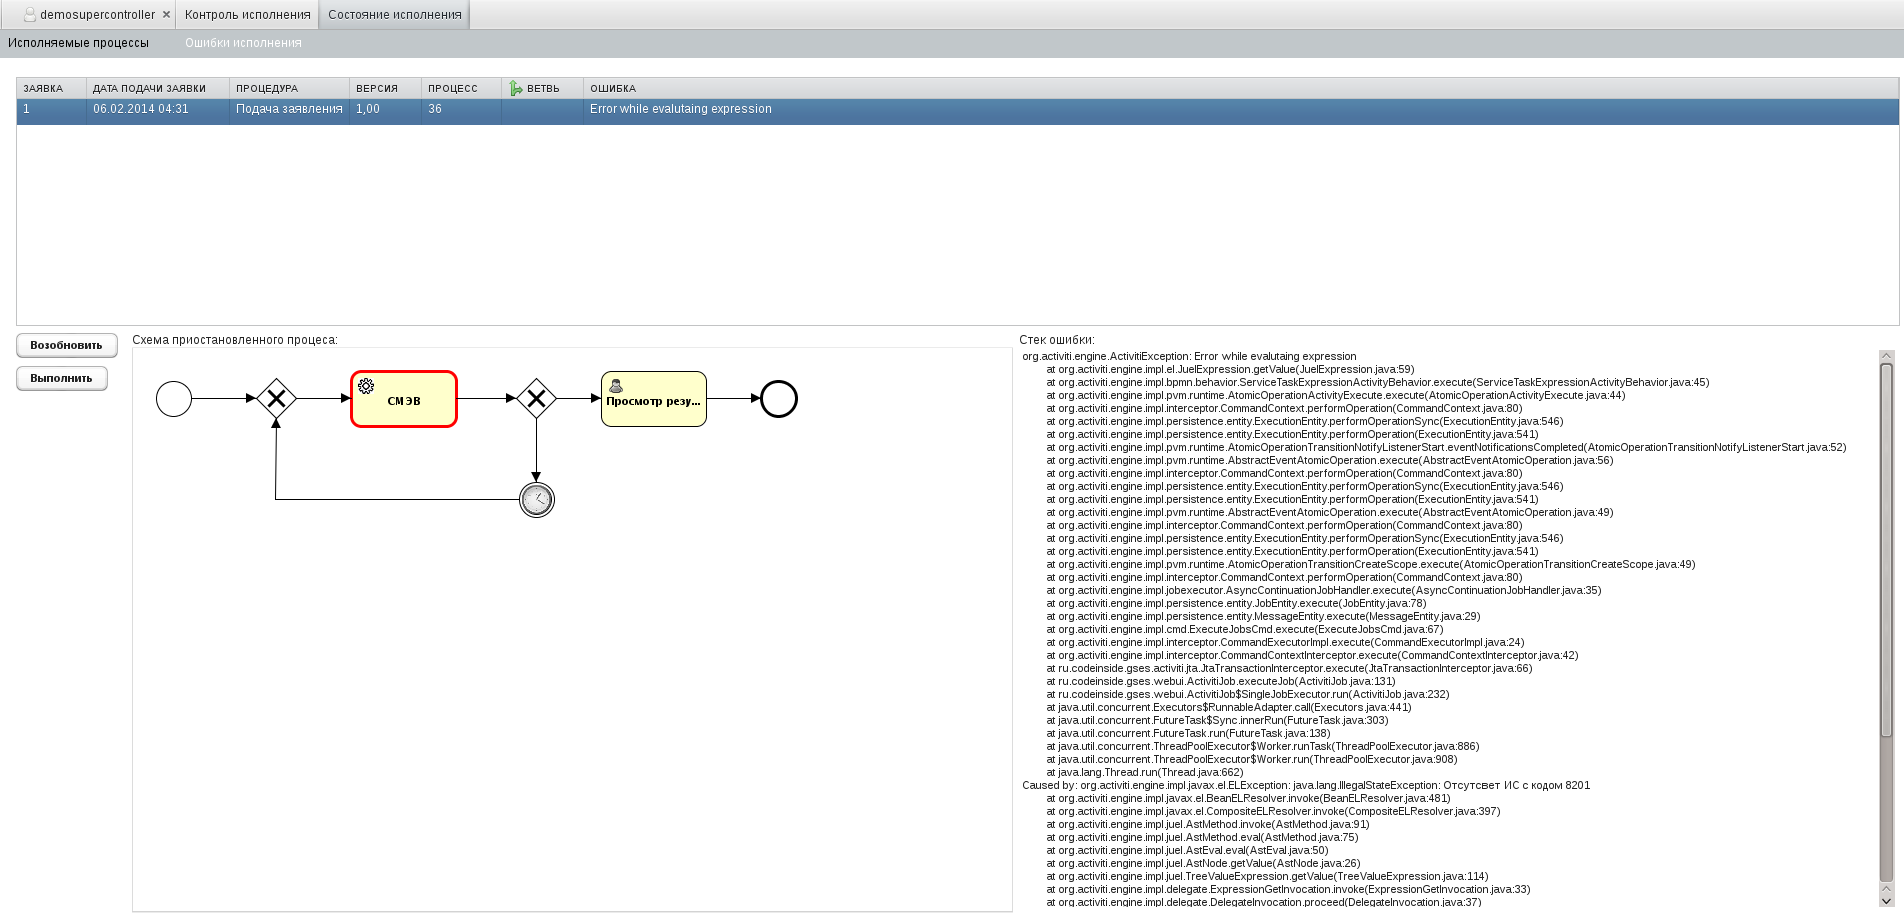 demosupercontroller × Контроль исполнения Состояние исполнения
Исполняемые процессы Ошибки исполнения
ЗАЯВКА ДАТА ПОДАЧИ ЗАЯВКИ ПРОЦЕДУРА ВЕРСИЯ ПРОЦЕСС ВЕТВЬ ОШИБКА
1 06.02.2014 04:31 Подача заявления 1,00 36 Error while evalutaing expression
Возобновить
Выполнить
Схема приостановленного процеса:
СМЭВ
Просмотр резу...
Стек ошибки:
org.activiti.engine.ActivitiException: Error while evalutaing expression
at org.activiti.engine.impl.el.JuelExpression.getValue(JuelExpression.java:59)
at org.activiti.engine.impl.bpmn.behavior.ServiceTaskExpressionActivityBehavior.execute(ServiceTaskExpressionActivityBehavior.java:45)
at org.activiti.engine.impl.pvm.runtime.AtomicOperationActivityExecute.execute(AtomicOperationActivityExecute.java:44)
at org.activiti.engine.impl.interceptor.CommandContext.performOperation(CommandContext.java:80)
at org.activiti.engine.impl.persistence.entity.ExecutionEntity.performOperationSync(ExecutionEntity.java:546)
at org.activiti.engine.impl.persistence.entity.ExecutionEntity.performOperation(ExecutionEntity.java:541)
at org.activiti.engine.impl.pvm.runtime.AtomicOperationTransitionNotifyListenerStart.eventNotificationsCompleted(AtomicOperationTransitionNotifyListenerStart.java:52)
at org.activiti.engine.impl.pvm.runtime.AbstractEventAtomicOperation.execute(AbstractEventAtomicOperation.java:56)
at org.activiti.engine.impl.interceptor.CommandContext.performOperation(CommandContext.java:80)
at org.activiti.engine.impl.persistence.entity.ExecutionEntity.performOperationSync(ExecutionEntity.java:546)
at org.activiti.engine.impl.persistence.entity.ExecutionEntity.performOperation(ExecutionEntity.java:541)
at org.activiti.engine.impl.pvm.runtime.AbstractEventAtomicOperation.execute(AbstractEventAtomicOperation.java:49)
at org.activiti.engine.impl.interceptor.CommandContext.performOperation(CommandContext.java:80)
at org.activiti.engine.impl.persistence.entity.ExecutionEntity.performOperationSync(ExecutionEntity.java:546)
at org.activiti.engine.impl.persistence.entity.ExecutionEntity.performOperation(ExecutionEntity.java:541)
at org.activiti.engine.impl.pvm.runtime.AtomicOperationTransitionCreateScope.execute(AtomicOperationTransitionCreateScope.java:49)
at org.activiti.engine.impl.interceptor.CommandContext.performOperation(CommandContext.java:80)
at org.activiti.engine.impl.jobexecutor.AsyncContinuationJobHandler.execute(AsyncContinuationJobHandler.java:35)
at org.activiti.engine.impl.persistence.entity.JobEntity.execute(JobEntity.java:78)
at org.activiti.engine.impl.persistence.entity.MessageEntity.execute(MessageEntity.java:29)
at org.activiti.engine.impl.cmd.ExecuteJobsCmd.execute(ExecuteJobsCmd.java:67)
at org.activiti.engine.impl.interceptor.CommandExecutorImpl.execute(CommandExecutorImpl.java:24)
at org.activiti.engine.impl.interceptor.CommandContextInterceptor.execute(CommandContextInterceptor.java:42)
at ru.codeinside.gses.activiti.jta.JtaTransactionInterceptor.execute(JtaTransactionInterceptor.java:66)
at ru.codeinside.gses.webui.ActivitiJob.executeJob(ActivitiJob.java:131)
at ru.codeinside.gses.webui.ActivitiJob$SingleJobExecutor.run(ActivitiJob.java:232)
at java.util.concurrent.Executors$RunnableAdapter.call(Executors.java:441)
at java.util.concurrent.FutureTask$Sync.innerRun(FutureTask.java:303)
at java.util.concurrent.FutureTask.run(FutureTask.java:138)
at java.util.concurrent.ThreadPoolExecutor$Worker.runTask(ThreadPoolExecutor.java:886)
at java.util.concurrent.ThreadPoolExecutor$Worker.run(ThreadPoolExecutor.java:908)
at java.lang.Thread.run(Thread.java:662)
Caused by: org.activiti.engine.impl.javax.el.ELException: java.lang.IllegalStateException: Отсутсвет ИС с кодом 8201
at org.activiti.engine.impl.javax.el.BeanELResolver.invoke(BeanELResolver.java:481)
at org.activiti.engine.impl.javax.el.CompositeELResolver.invoke(CompositeELResolver.java:397)
at org.activiti.engine.impl.juel.AstMethod.invoke(AstMethod.java:91)
at org.activiti.engine.impl.juel.AstMethod.eval(AstMethod.java:75)
at org.activiti.engine.impl.juel.AstEval.eval(AstEval.java:50)
at org.activiti.engine.impl.juel.AstNode.getValue(AstNode.java:26)
at org.activiti.engine.impl.juel.TreeValueExpression.getValue(TreeValueExpression.java:114)
at org.activiti.engine.impl.delegate.ExpressionGetInvocation.invoke(ExpressionGetInvocation.java:33)
at org.activiti.engine.impl.delegate.DelegateInvocation.proceed(DelegateInvocation.java:37)